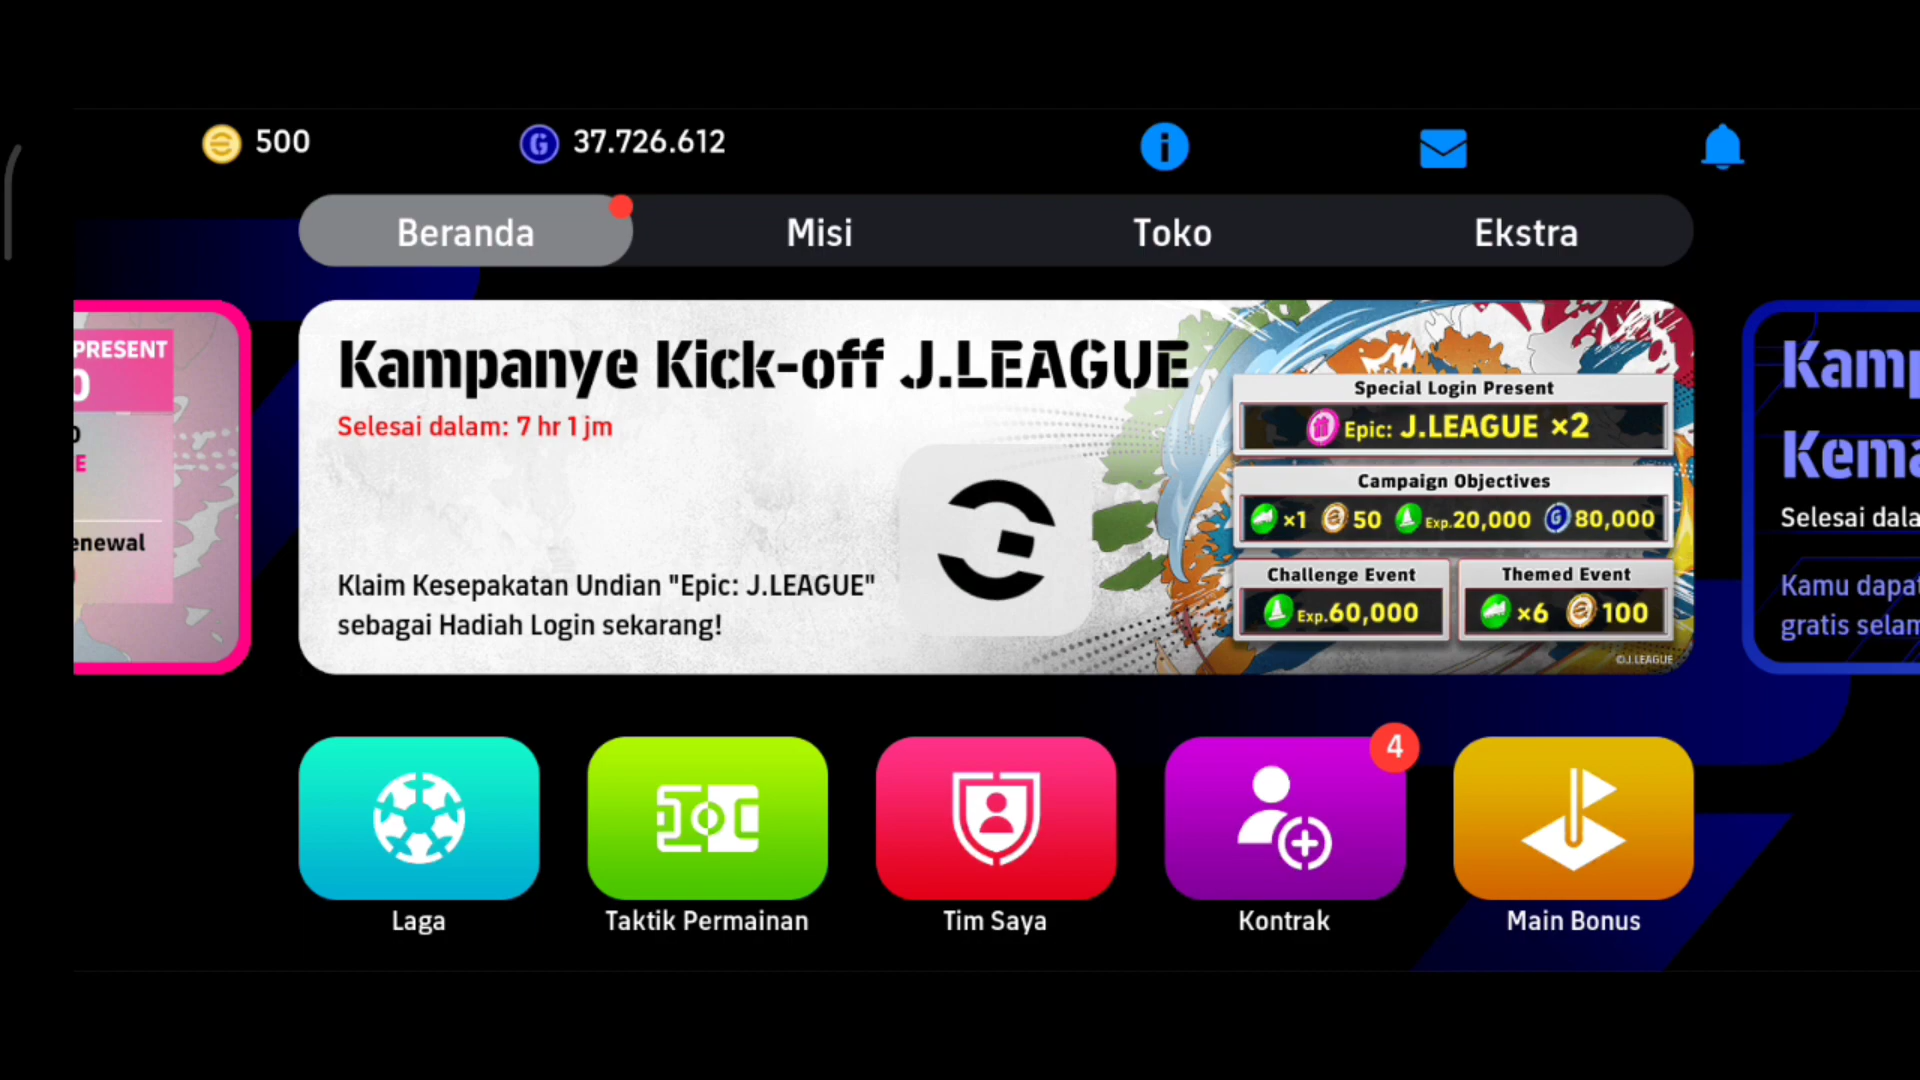 500
37.726.612
Beranda
Misi
Toko
Ekstra
PRESENT
Kampanye Kick-off J.LEAGUE
Selesai dalam: 7 hr 1 jm
Klaim Kesepakatan Undian "Epic: J.LEAGUE"
sebagai Hadiah Login sekarang!
Special Login Present
Epic: J.LEAGUE ×2
Campaign Objectives
×1 50 Exp.20,000 80,000
Challenge Event
Exp.60,000
Themed Event
×6 100
©J.LEAGUE
Kamp
Kema
Selesai dala
Kamu dapat
gratis selam
enewal
Laga
Taktik Permainan
Tim Saya
4
Kontrak
Main Bonus